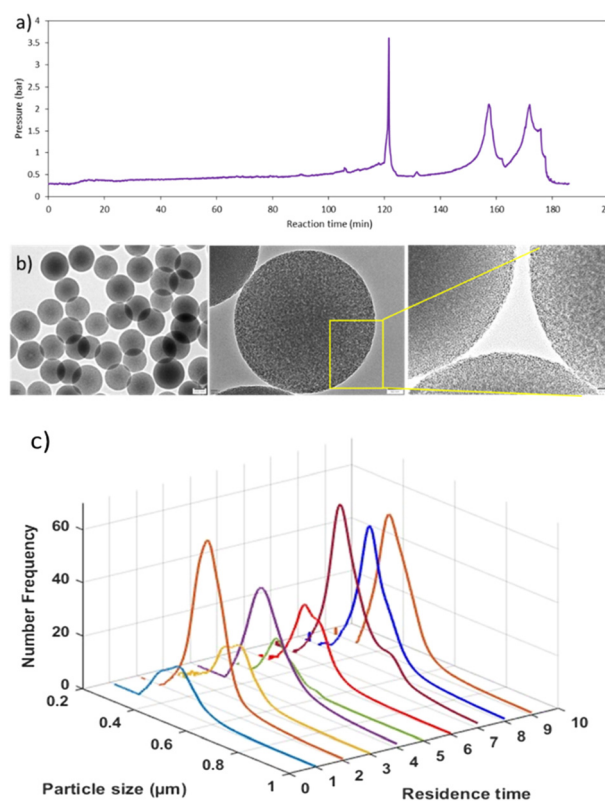 a)
4
3.5
3
2.5
2
1.5
1
0.5
0
Pressure (bar)
0 20 40 60 80 100 120 140 160 180 20
Reaction time (min)
b)
c)
60
40
20
0
Number Frequency
0.2
0.4
0.6
0.8
1
Particle size (µm)
0 1 2 3 4 5 6 7 8 9 10
Residence time